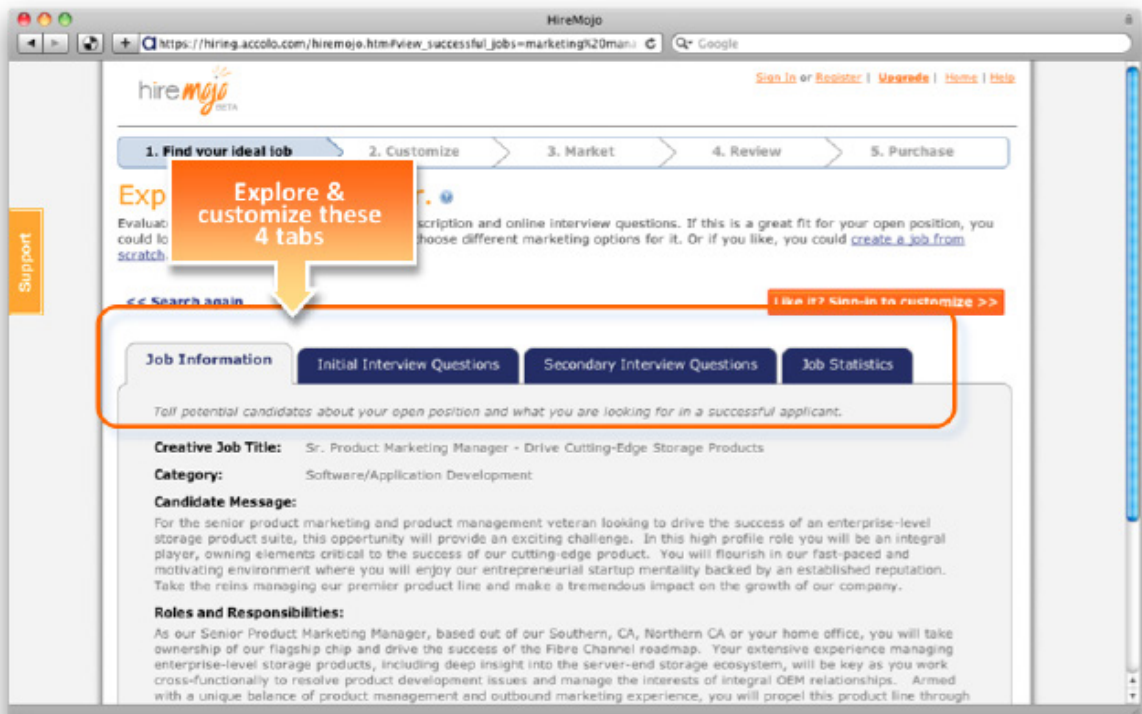 HireMojo
https://hiring.accolo.com/hiremojo.htm#view_successful_jobs=marketing%20mana
Google
hire mojo
BETA
Sign In or Register | Upgrade | Home | Help
1. Find your ideal job
2. Customize
3. Market
4. Review
5. Purchase
Support
Explore &
customize these
4 tabs
Exp r.
Evaluat scription and online interview questions. If this is a great fit for your open position, you
could lo hoose different marketing options for it. Or if you like, you could create a job from
scratch
<< Search again
Like it? Sign-in to customize >>
Job Information
Initial Interview Questions
Secondary Interview Questions
Job Statistics
Tell potential candidates about your open position and what you are looking for in a successful applicant.
Creative Job Title: Sr. Product Marketing Manager - Drive Cutting-Edge Storage Products
Category: Software/Application Development
Candidate Message:
For the senior product marketing and product management veteran looking to drive the success of an enterprise-level
storage product suite, this opportunity will provide an exciting challenge. In this high profile role you will be an integral
player, owning elements critical to the success of our cutting-edge product. You will flourish in our fast-paced and
motivating environment where you will enjoy our entrepreneurial startup mentality backed by an established reputation.
Take the reins managing our premier product line and make a tremendous impact on the growth of our company.
Roles and Responsibilities:
As our Senior Product Marketing Manager, based out of our Southern, CA, Northern CA or your home office, you will take
ownership of our flagship chip and drive the success of the Fibre Channel roadmap. Your extensive experience managing
enterprise-level storage products, including deep insight into the server-end storage ecosystem, will be key as you work
cross-functionally to resolve product development issues and manage the interests of integral OEM relationships. Armed
with a unique balance of product management and outbound marketing experience, you will propel this product line through